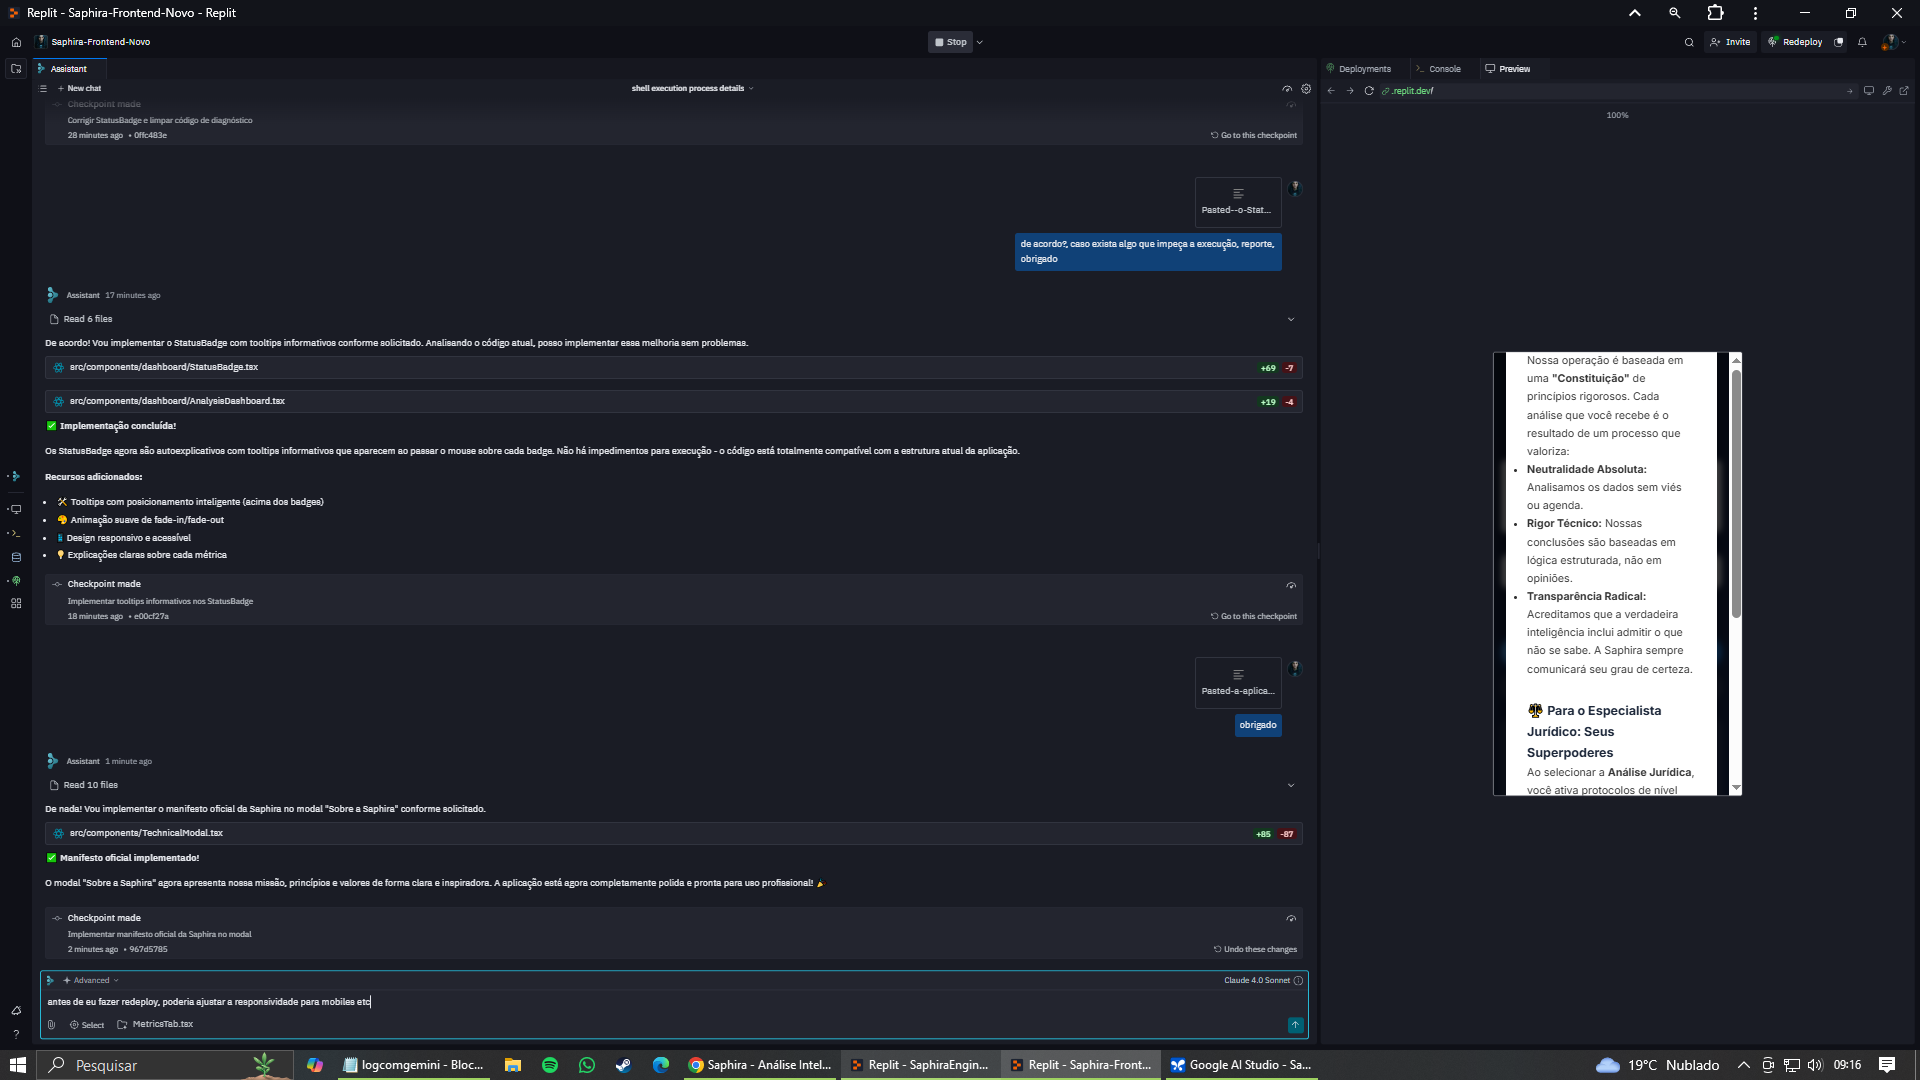 Replit - Saphira-Frontend-Novo - Replit
Saphira-Frontend-Novo
Stop
Invite
Redeploy
Assistant
Deployments
Console
Preview
New chat
shell execution process details
.replit.dev/
100%
Checkpoint made
Corrigir StatusBadge e limpar código de diagnóstico
28 minutes ago • 0ffc483e
Go to this checkpoint
Pasted--o-Stat...
de acordo?, caso exista algo que impeça a execução, reporte,
obrigado
Assistant 17 minutes ago
Read 6 files
De acordo! Vou implementar o StatusBadge com tooltips informativos conforme solicitado. Analisando o código atual, posso implementar essa melhoria sem problemas.
src/components/dashboard/StatusBadge.tsx
+69 -7
src/components/dashboard/AnalysisDashboard.tsx
+19 -4
✅ Implementação concluída!
Os StatusBadge agora são autoexplicativos com tooltips informativos que aparecem ao passar o mouse sobre cada badge. Não há impedimentos para execução - o código está totalmente compatível com a estrutura atual da aplicação.
Recursos adicionados:
• 🛠️ Tooltips com posicionamento inteligente (acima dos badges)
• 🎨 Animação suave de fade-in/fade-out
• 📱 Design responsivo e acessível
• 💡 Explicações claras sobre cada métrica
Checkpoint made
Implementar tooltips informativos nos StatusBadge
18 minutes ago • e00cf27a
Go to this checkpoint
Pasted-a-aplica...
obrigado
Assistant 1 minute ago
Read 10 files
De nada! Vou implementar o manifesto oficial da Saphira no modal "Sobre a Saphira" conforme solicitado.
src/components/TechnicalModal.tsx
+85 -87
✅ Manifesto oficial implementado!
O modal "Sobre a Saphira" agora apresenta nossa missão, princípios e valores de forma clara e inspiradora. A aplicação está agora completamente polida e pronta para uso profissional! 🎉
Checkpoint made
Implementar manifesto oficial da Saphira no modal
2 minutes ago • 967d5785
Undo these changes
Advanced
Claude 4.0 Sonnet
antes de eu fazer redeploy, poderia ajustar a responsividade para mobiles etc
Select
MetricsTab.tsx
Nossa operação é baseada em
uma "Constituição" de
princípios rigorosos. Cada
análise que você recebe é o
resultado de um processo que
valoriza:
• Neutralidade Absoluta:
Analisamos os dados sem viés
ou agenda.
• Rigor Técnico: Nossas
conclusões são baseadas em
lógica estruturada, não em
opiniões.
• Transparência Radical:
Acreditamos que a verdadeira
inteligência inclui admitir o que
não se sabe. A Saphira sempre
comunicará seu grau de certeza.
⚖️ Para o Especialista
Jurídico: Seus
Superpoderes
Ao selecionar a Análise Jurídica,
você ativa protocolos de nível
Pesquisar
logcomgemini - Bloc...
Saphira - Análise Intel...
Replit - SaphiraEngin...
Replit - Saphira-Front...
Google AI Studio - Sa...
19°C Nublado
09:16